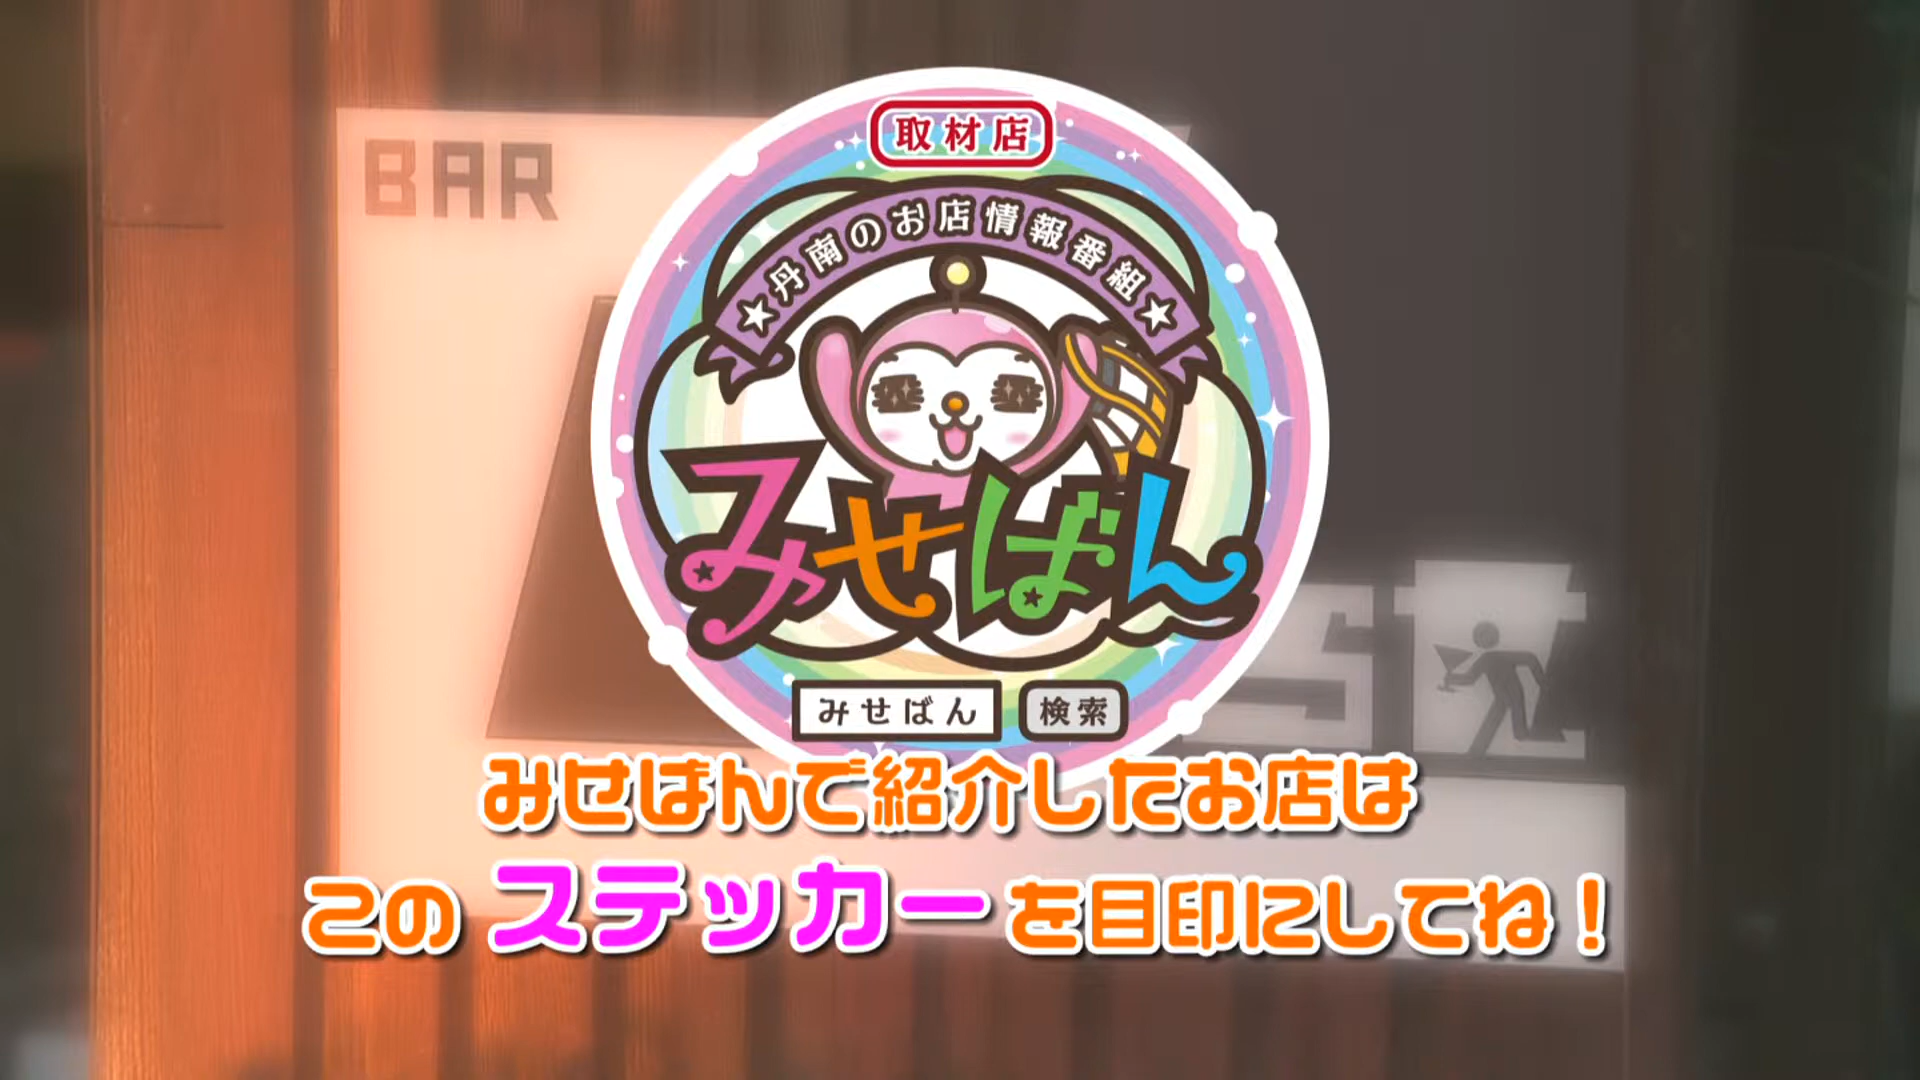 BAR
取材店
★丹南のお店情報番組★
みせばん
みせばん 検索
みせばんで紹介したお店は
このステッカーを目印にしてね！